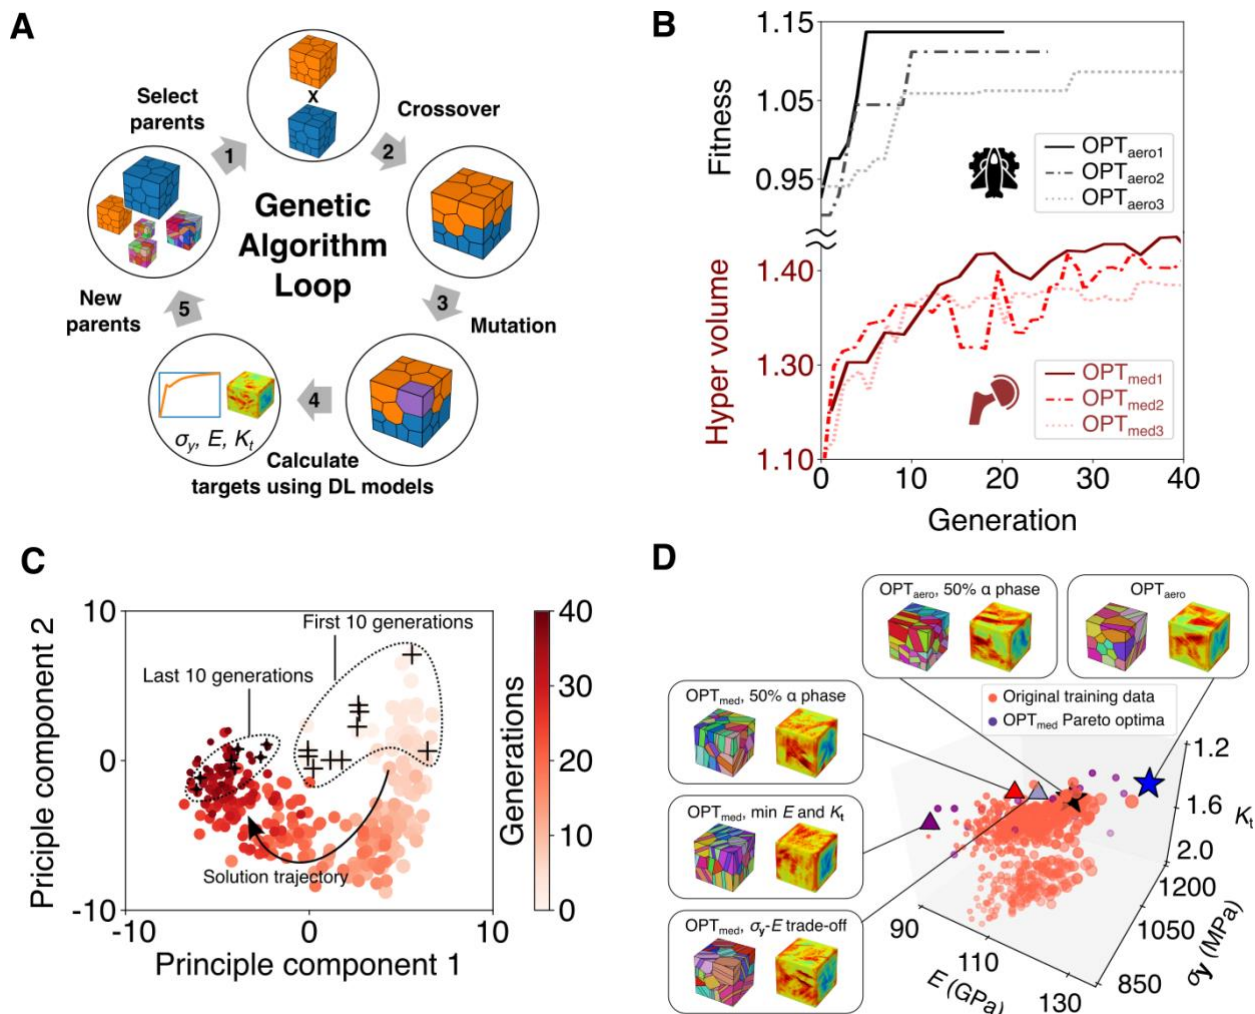 A
Select
parents
X
Crossover
1
2
Genetic
Algorithm
Loop
New
parents
5
3
Mutation
4
σy, E, Kt
Calculate
targets using DL models
B
1.15
1.05
0.95
Fitness
OPTaero1
OPTaero2
OPTaero3
1.40
1.30
1.10
Hyper volume
OPTmed1
OPTmed2
OPTmed3
0
10
20
30
40
Generation
C
10
0
-10
Priciple component 2
First 10 generations
Last 10 generations
Solution trajectory
-10
0
10
Principle component 1
40
30
20
10
0
Generations
D
OPTaero, 50% α phase
OPTaero
OPTmed, 50% α phase
Original training data
OPTmed Pareto optima
OPTmed, min E and Kt
OPTmed, σy-E trade-off
1.2
1.6
2.0
Kt
1200
1050
850
σy (MPa)
90
110
130
E (GPa)